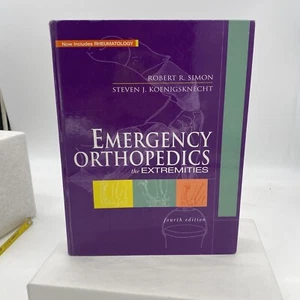 Now Includes RHEUMATOLOGY
ROBERT R. SIMON
STEVEN J. KOENIGSKNECHT
EMERGENCY
ORTHOPEDICS
the EXTREMITIES
fourth edition